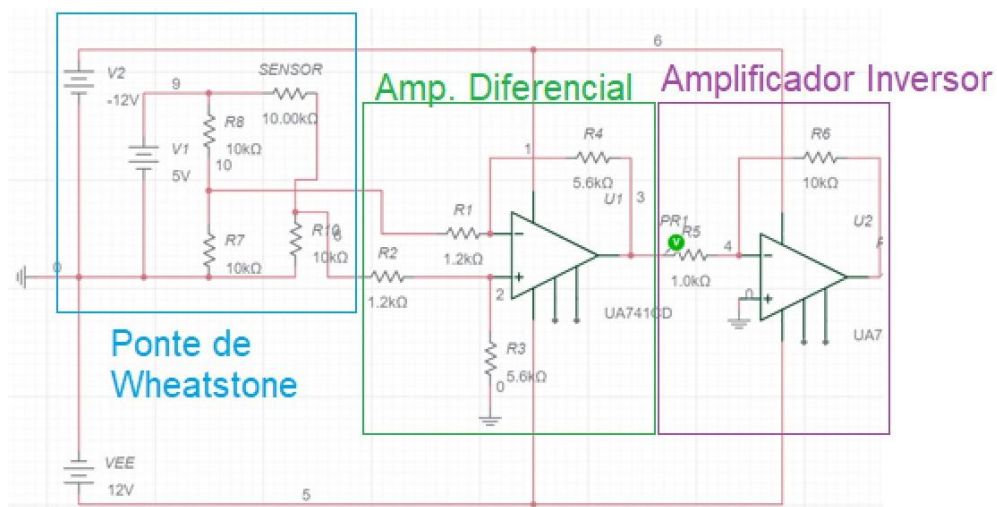 6
V2
-12V
9
SENSOR
10.00kΩ
R8
10kΩ
10
V1
5V
R7
10kΩ
R10
10kΩ
0
Ponte de
Wheatstone
VEE
12V
5
Amp. Diferencial
1
R4
5.6kΩ
U1
3
R1
1.2kΩ
R2
1.2kΩ
2
UA741CD
R3
5.6kΩ
0
Amplificador Inversor
R6
10kΩ
U2
PR1
V
R5
4
1.0kΩ
0
UA7